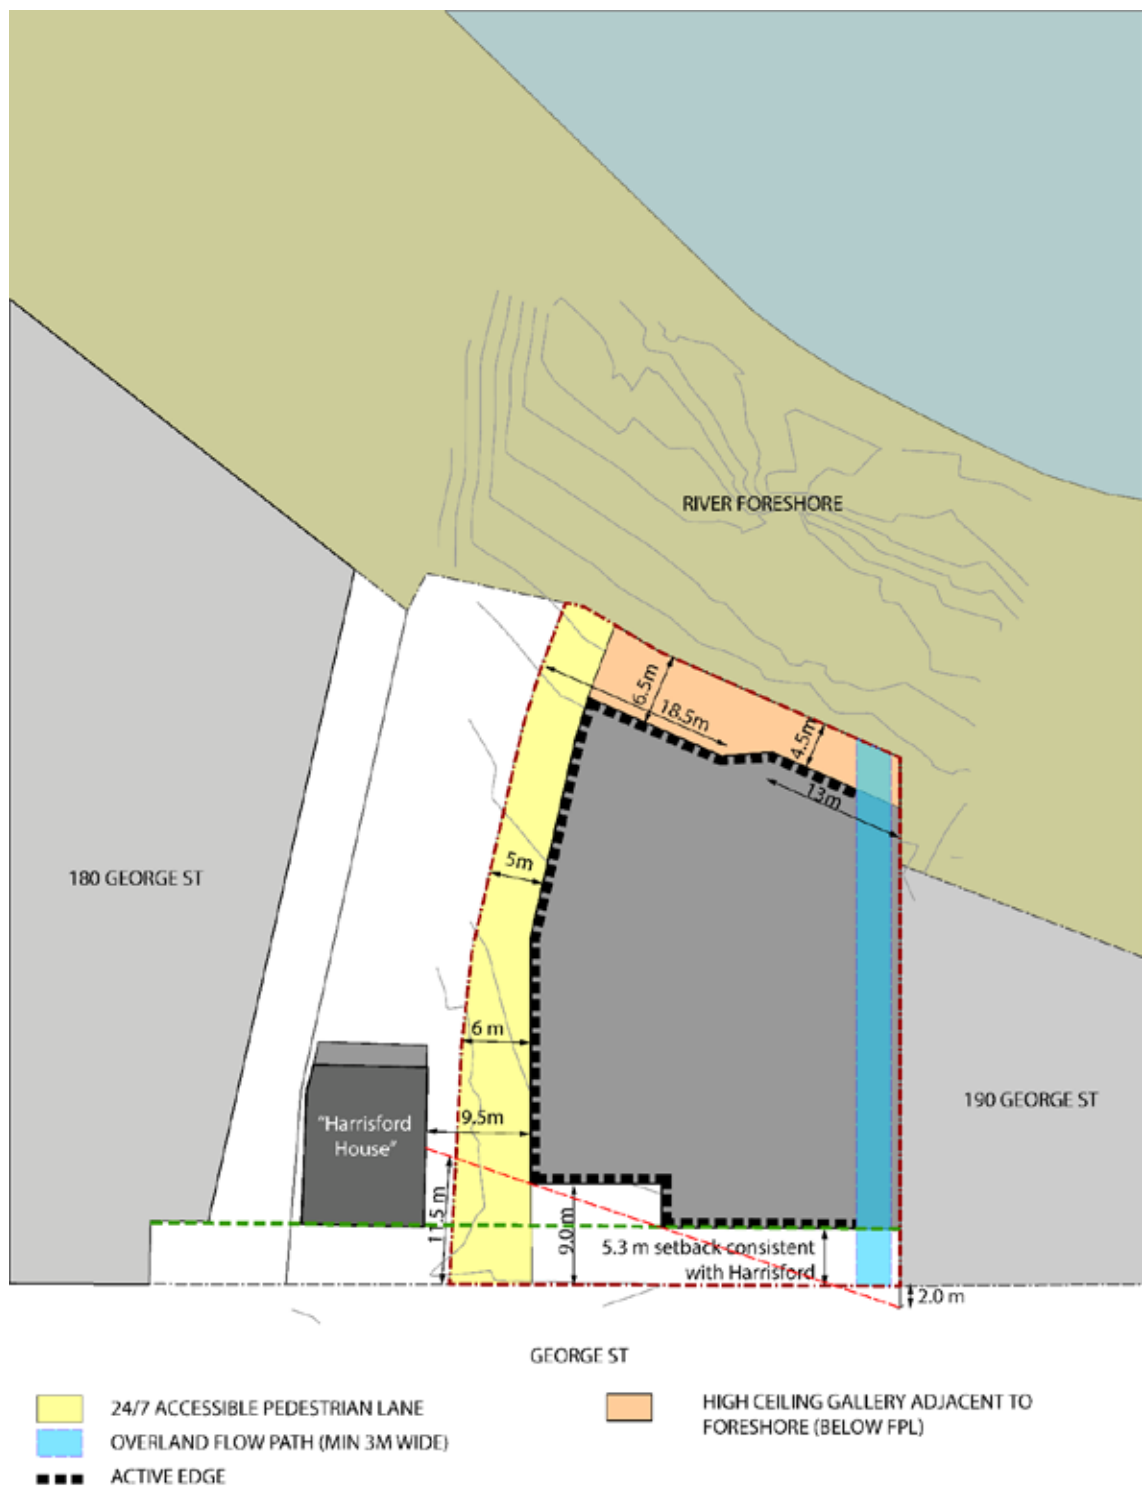 RIVER FORESHORE
6.5m
18.5m
4.5m
13m
5m
180 GEORGE ST
6 m
9.5m
"Harrisford
House"
190 GEORGE ST
11.5 m
9.0m
5.3 m setback consistent
with Harrisford
2.0 m
GEORGE ST
24/7 ACCESSIBLE PEDESTRIAN LANE
OVERLAND FLOW PATH (MIN 3M WIDE)
ACTIVE EDGE
HIGH CEILING GALLERY ADJACENT TO
FORESHORE (BELOW FPL)